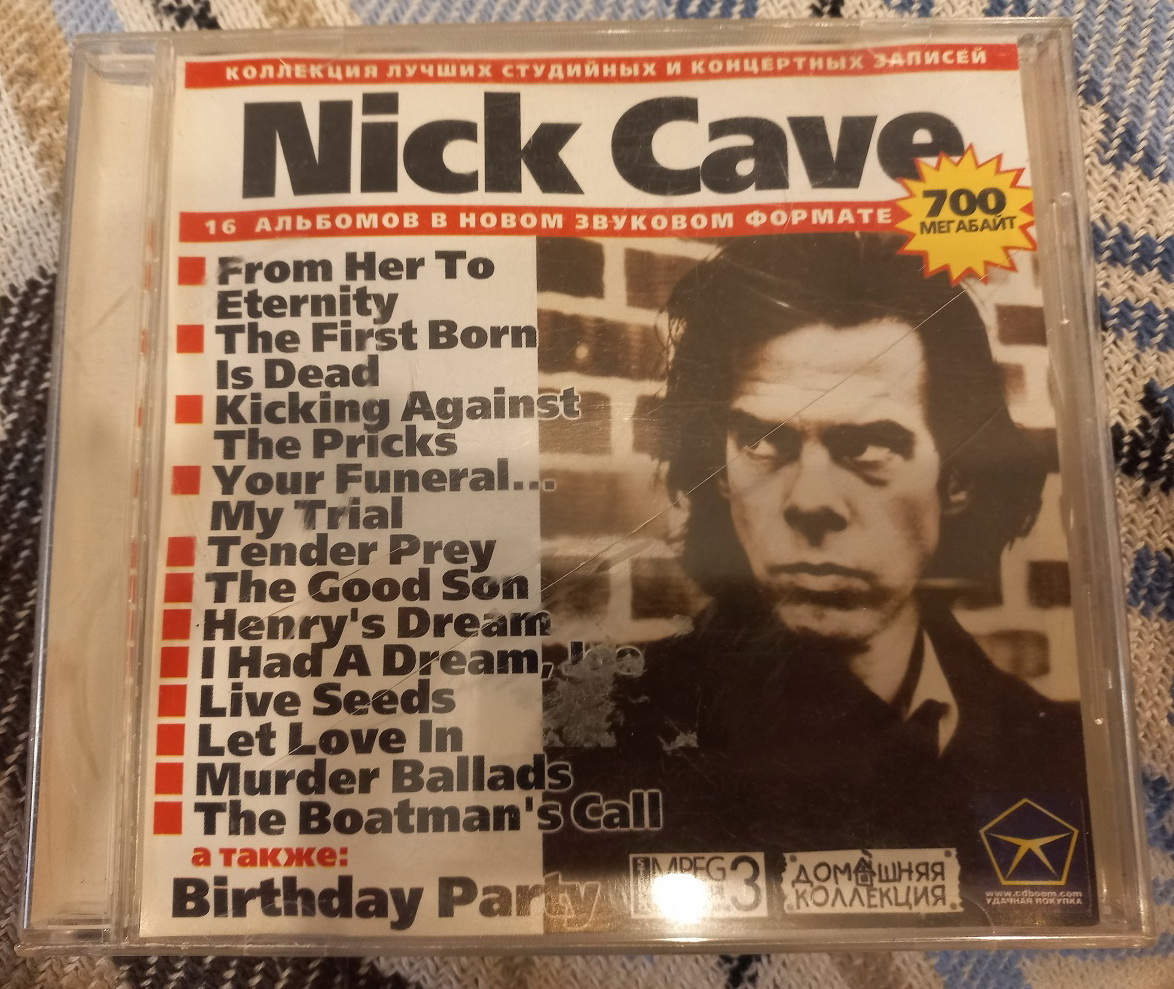 КОЛЛЕКЦИЯ ЛУЧШИХ СТУДИЙНЫХ И КОНЦЕРТНЫХ ЗАПИСЕЙ
Nick Cave
700
МЕГАБАЙТ
16 АЛЬБОМОВ В НОВОМ ЗВУКОВОМ ФОРМАТЕ
From Her To
Eternity
The First Born
Is Dead
Kicking Against
The Pricks
Your Funeral...
My Trial
Tender Prey
The Good Son
Henry's Dream
I Had A Dream, Joe
Live Seeds
Let Love In
Murder Ballads
The Boatman's Call
а также:
Birthday Party
MPEG
3
ДОМАШНЯЯ
КОЛЛЕКЦИЯ
www.cdboom.com
УДАЧНАЯ ПОКУПКА